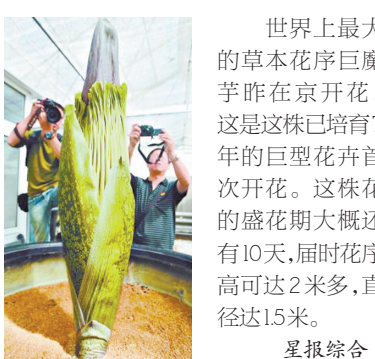 世界上最大
的草本花序巨魔
芋昨在京开花
这是这株已培育
年的巨型花卉首
次开花。这株花
的盛花期大概还
有10天,届时花序
高可达2米多,直
径达1.5米。
星报综合